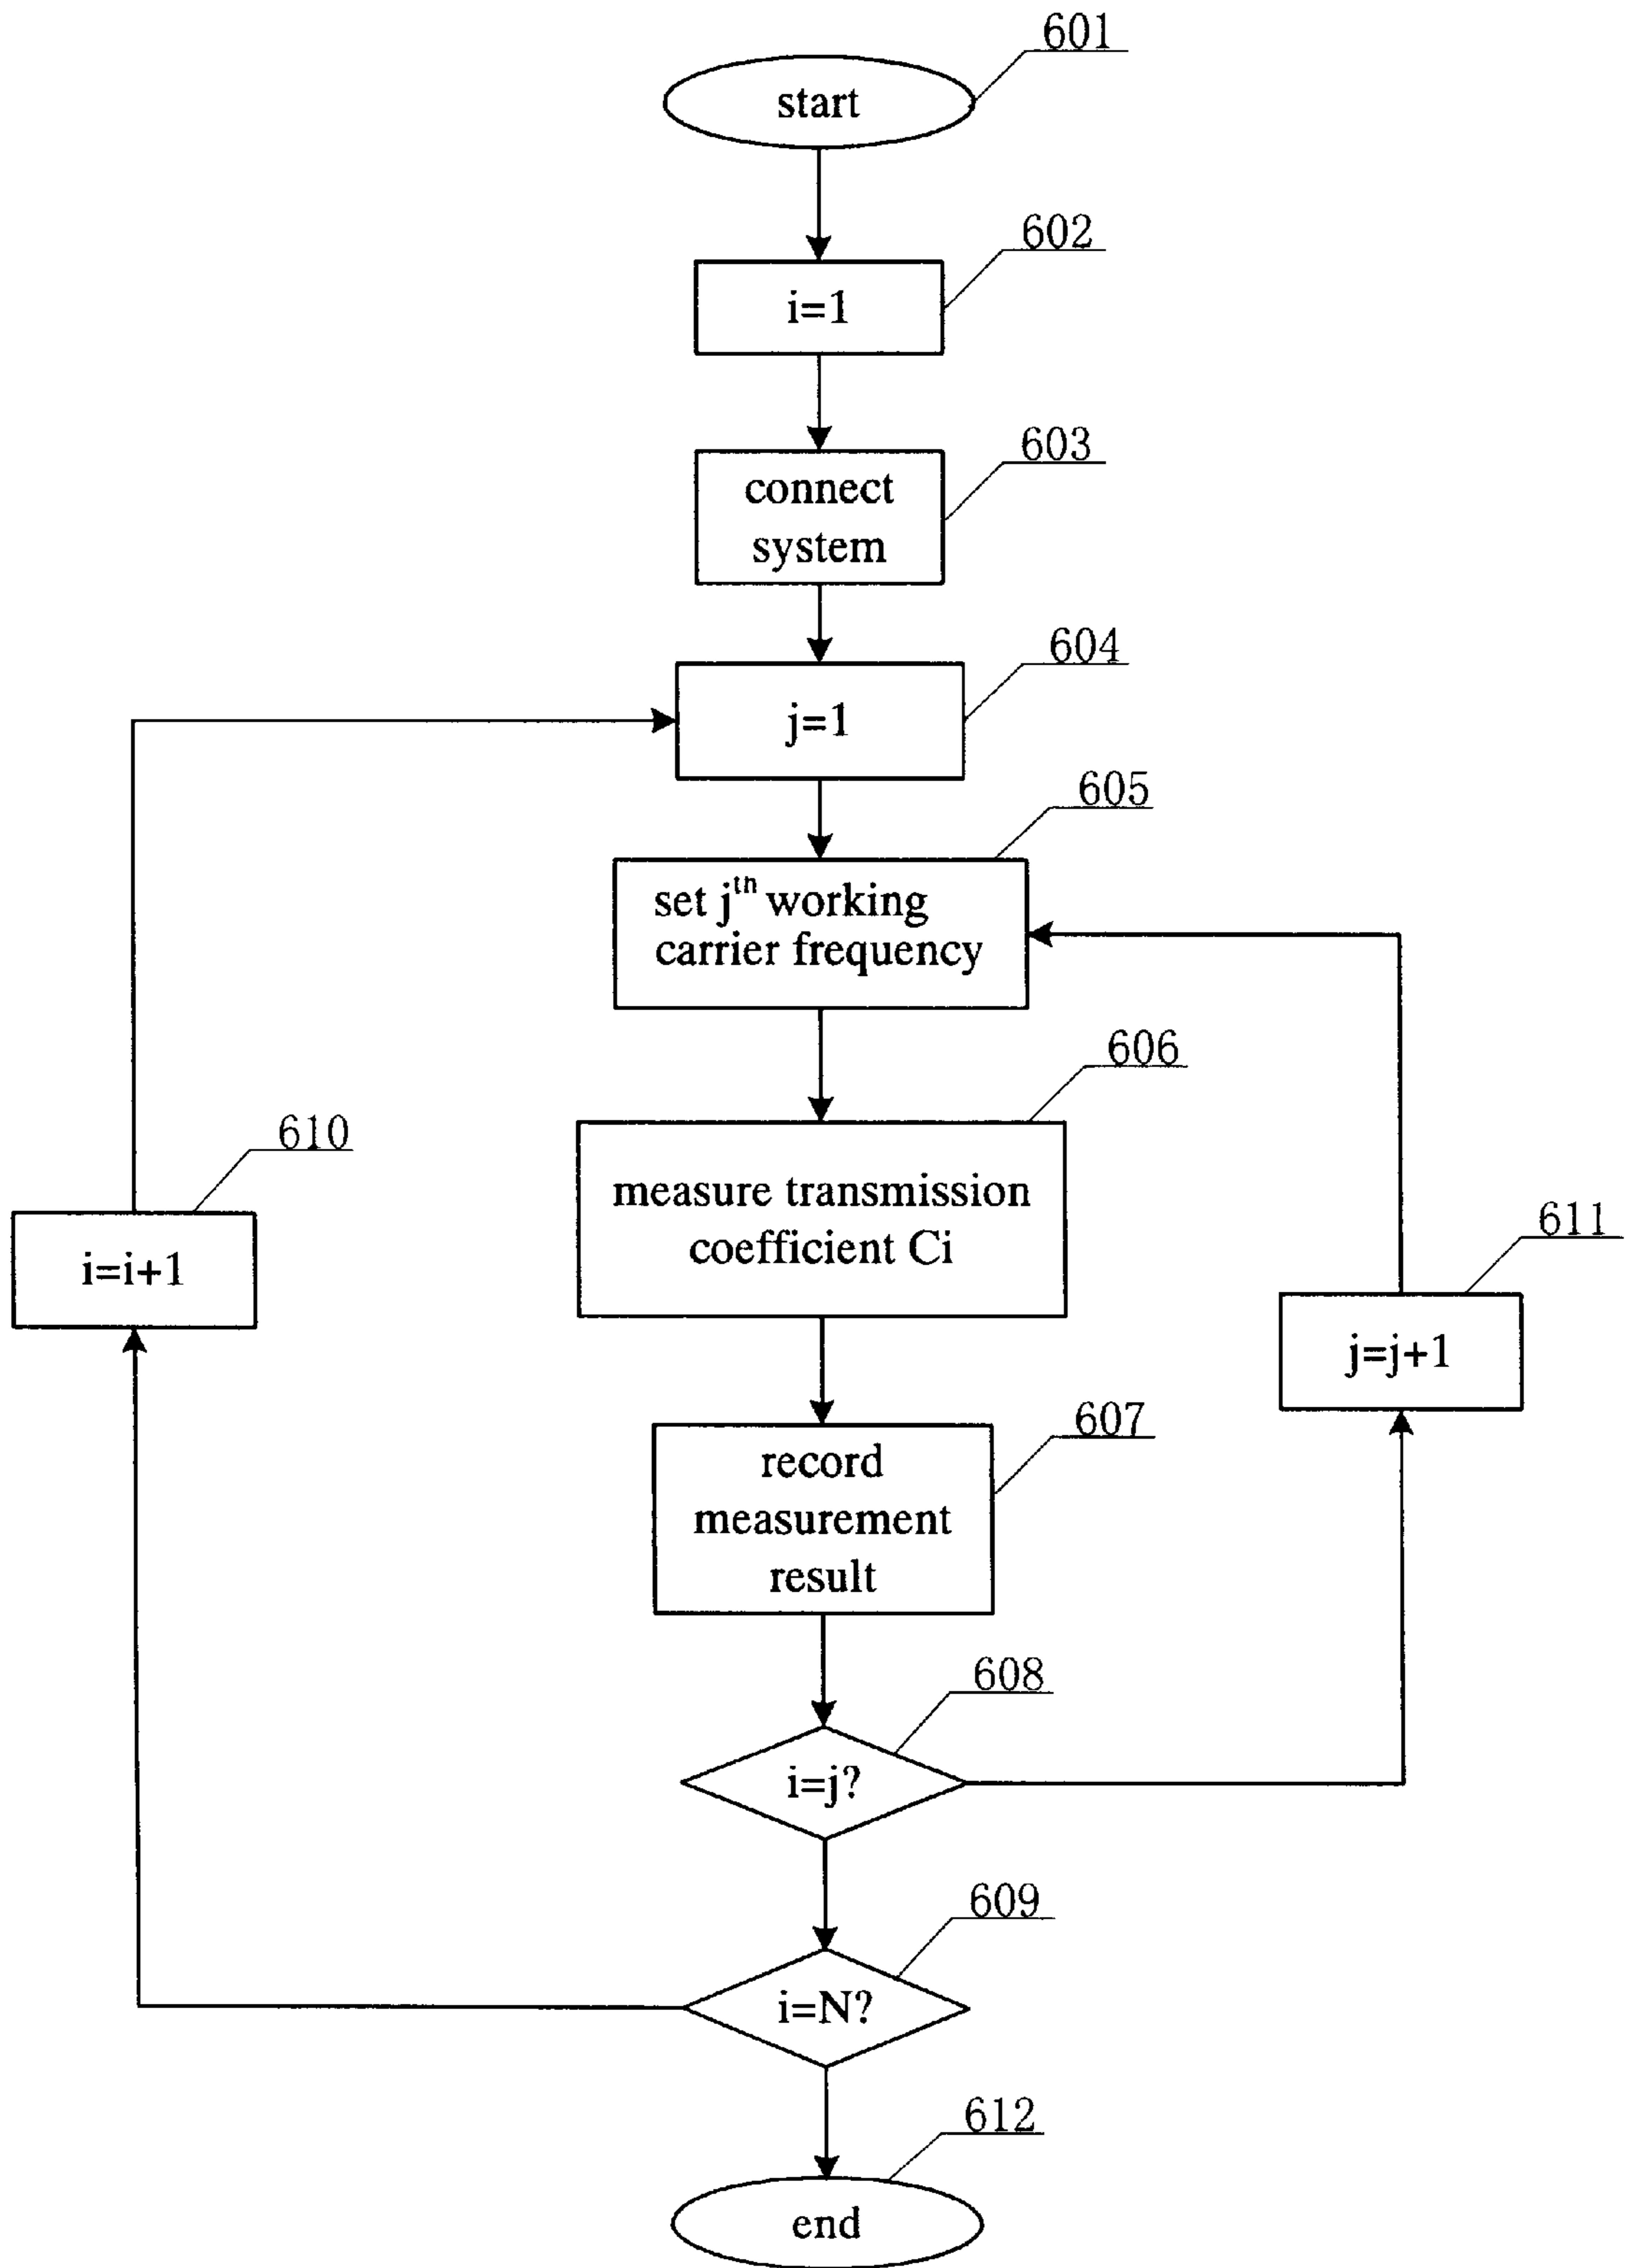 601
start
602
i=1
603
connect
system
604
j=1
605
set jᵗʰ working
carrier frequency
606
measure transmission
coefficient Ci
610
i=i+1
611
j=j+1
607
record
measurement
result
608
i=j?
609
i=N?
612
end